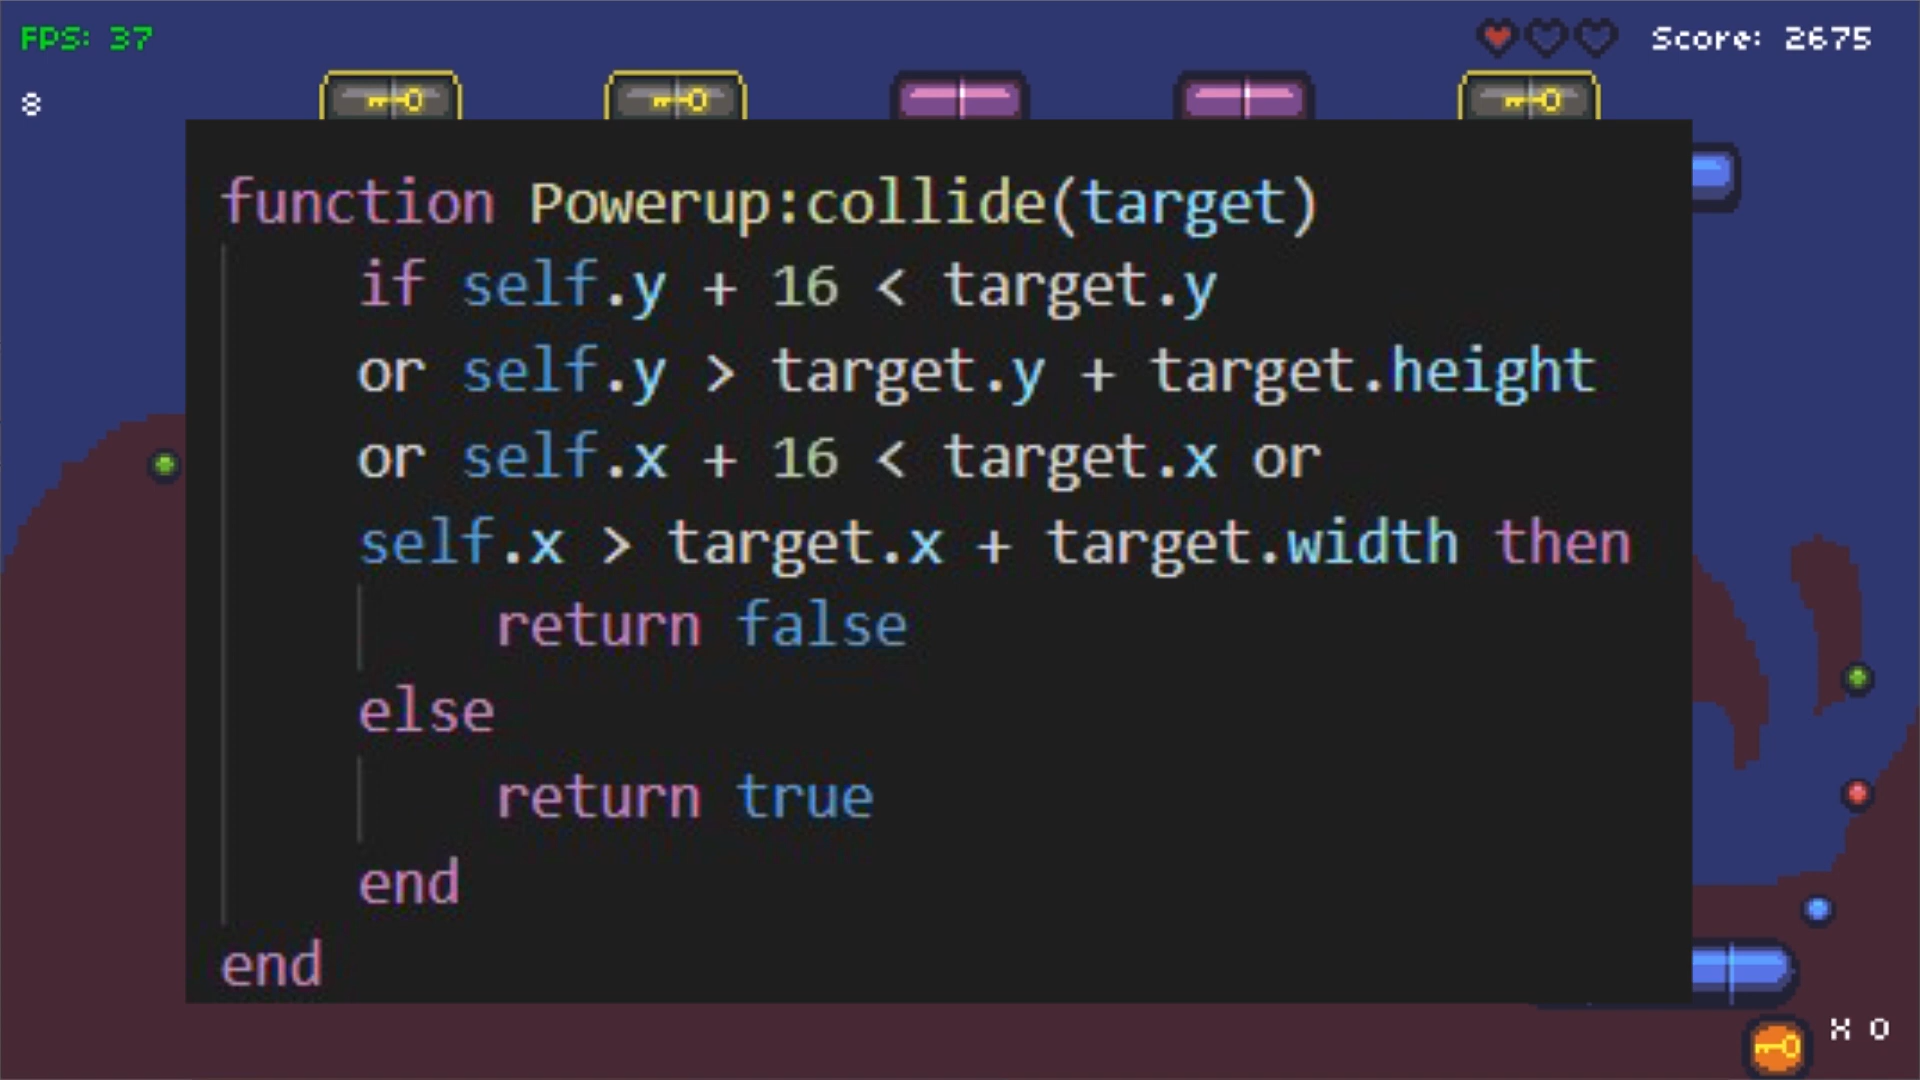 FPS: 37
Score: 2675
8
function Powerup:collide(target)
if self.y + 16 < target.y
or self.y > target.y + target.height
or self.x + 16 < target.x or
self.x > target.x + target.width then
return false
else
return true
end
end
X 0